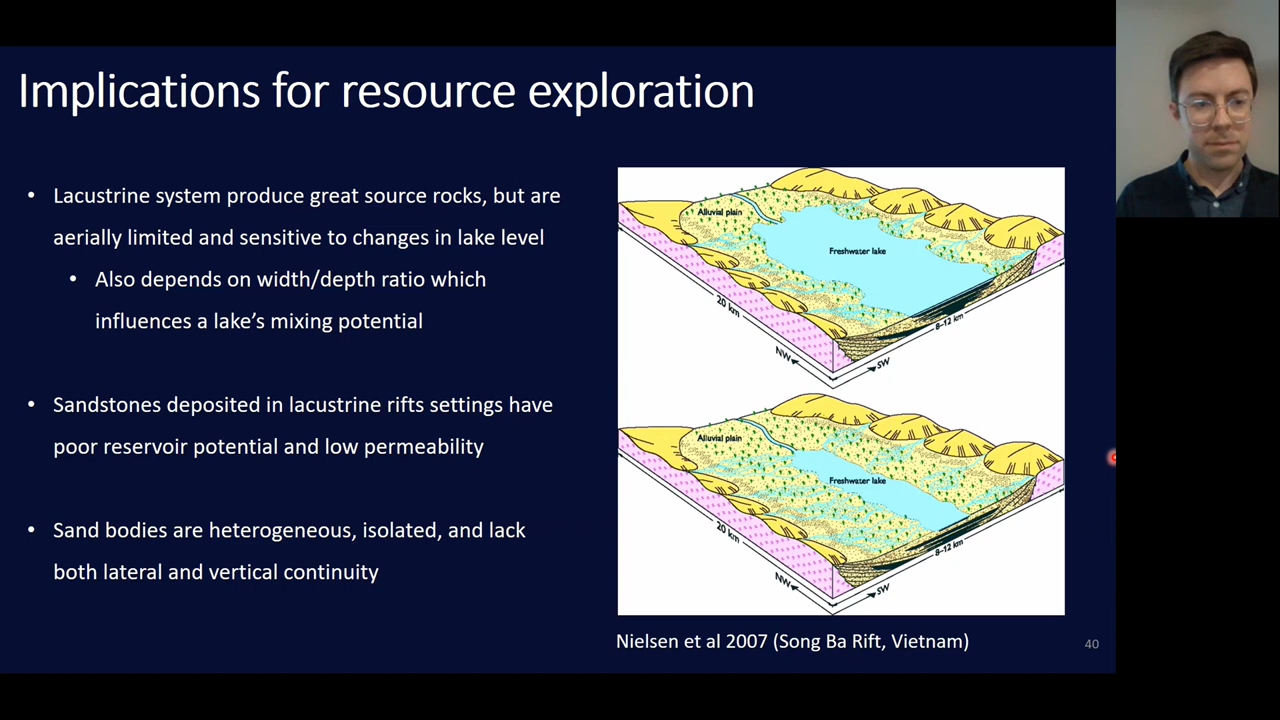 Implications for resource exploration
• Lacustrine system produce great source rocks, but are
aerially limited and sensitive to changes in lake level
• Also depends on width/depth ratio which
influences a lake's mixing potential
• Sandstones deposited in lacustrine rifts settings have
poor reservoir potential and low permeability
• Sand bodies are heterogeneous, isolated, and lack
both lateral and vertical continuity
Alluvial plain
Freshwater lake
20 km
8–12 km
NW
SW
Alluvial plain
Freshwater lake
20 km
8–12 km
NW
SW
Nielsen et al 2007 (Song Ba Rift, Vietnam)
40